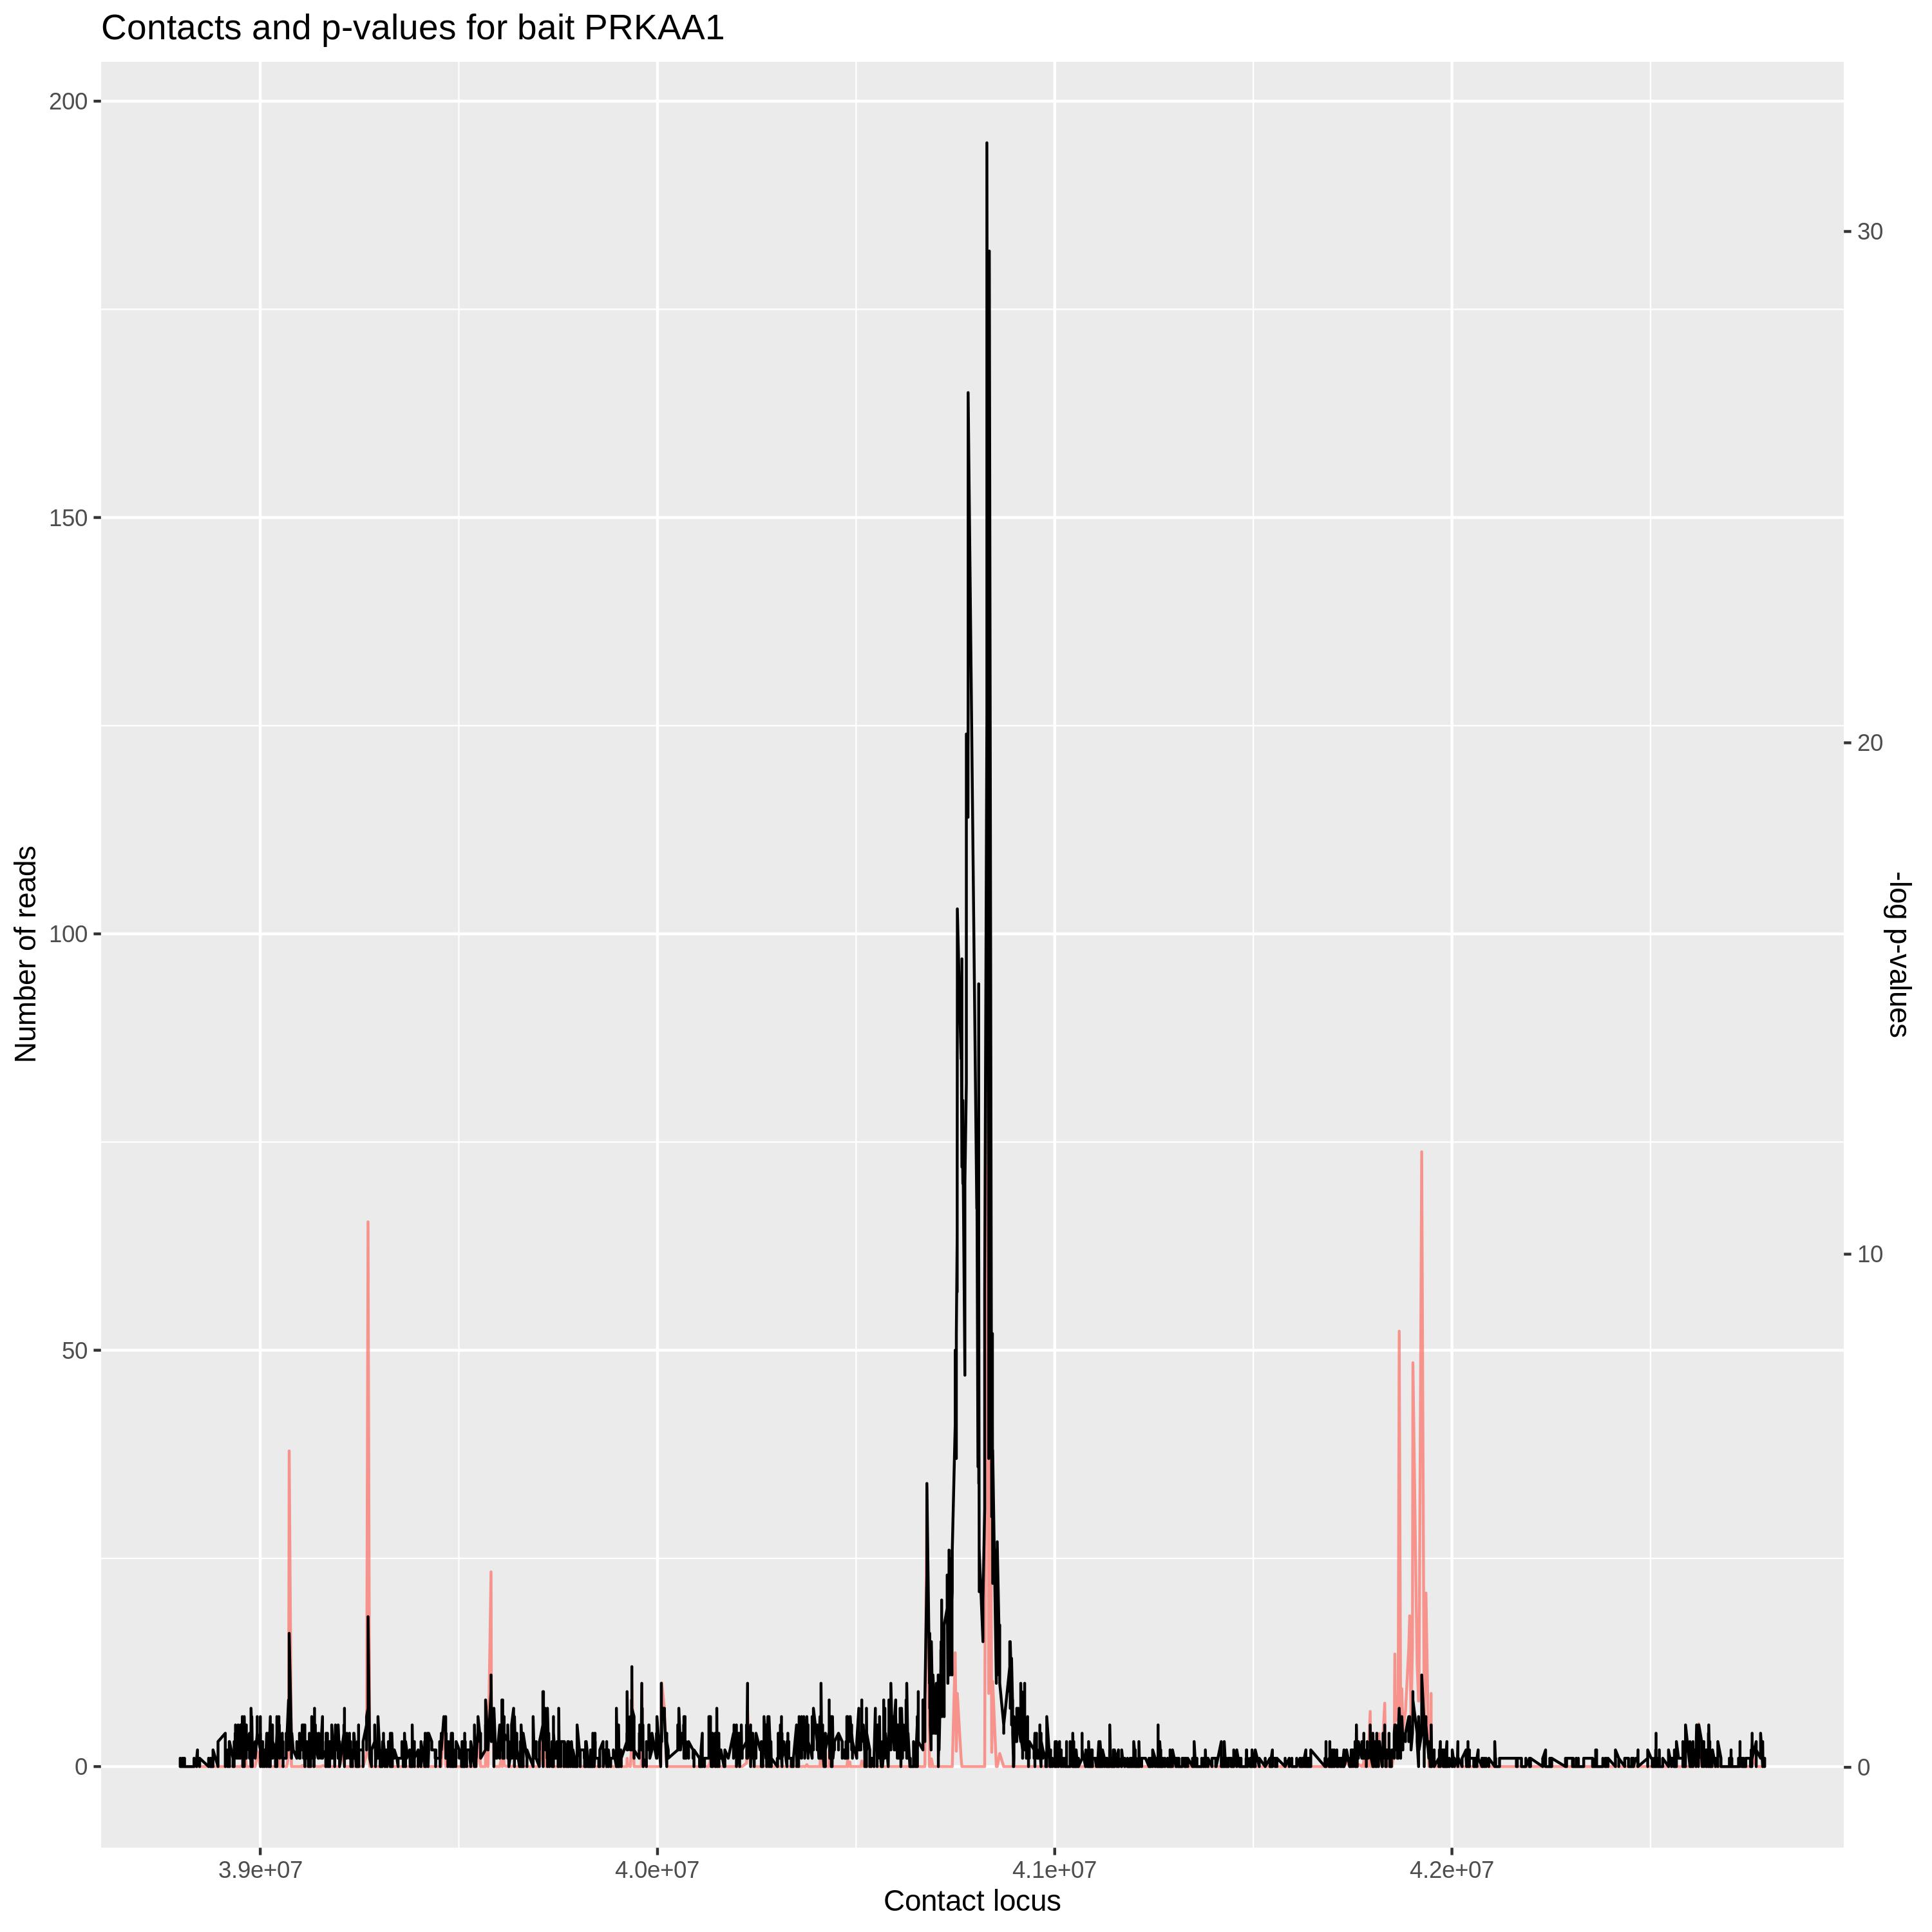 Contacts and p-values for bait PRKAA1
200
150
100
50
0
Number of reads
30
20
10
0
-log p-values
3.9e+07
4.0e+07
4.1e+07
4.2e+07
Contact locus